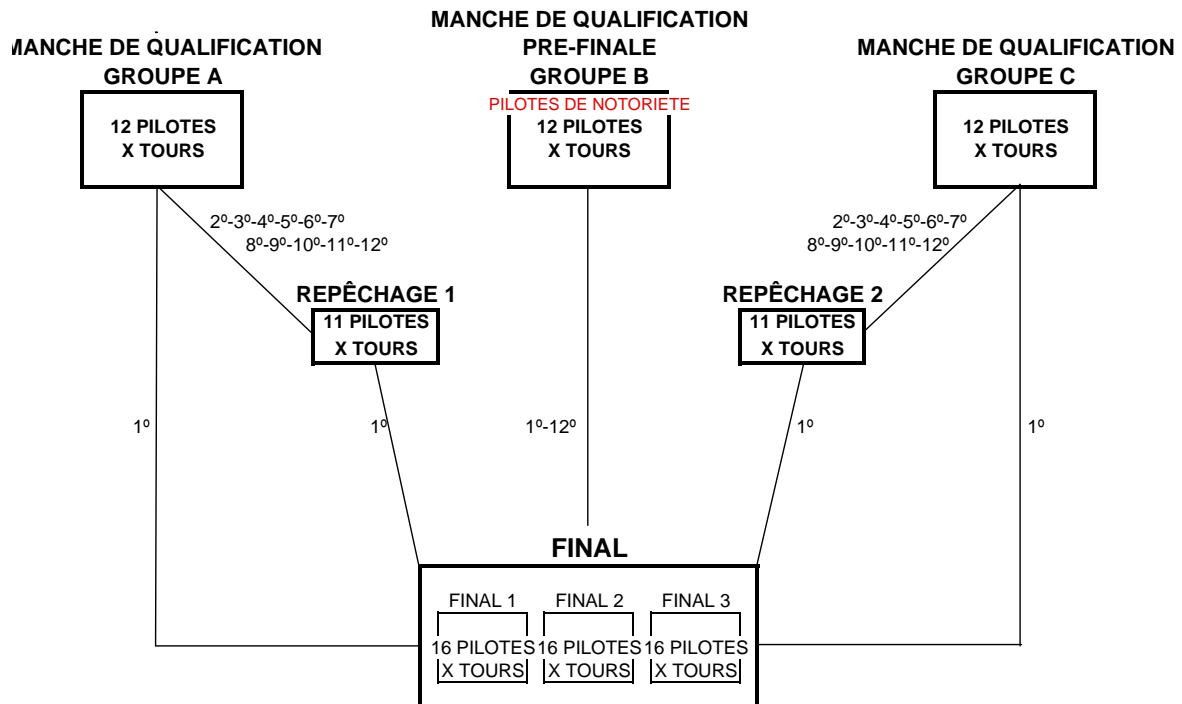 MANCHE DE QUALIFICATION
GROUPE A
12 PILOTES
X TOURS
MANCHE DE QUALIFICATION
PRE-FINALE
GROUPE B
PILOTES DE NOTORIETE
12 PILOTES
X TOURS
MANCHE DE QUALIFICATION
GROUPE C
12 PILOTES
X TOURS
2º-3º-4º-5º-6º-7º
8º-9º-10º-11º-12º
2º-3º-4º-5º-6º-7º
8º-9º-10º-11º-12º
REPÊCHAGE 1
11 PILOTES
X TOURS
REPÊCHAGE 2
11 PILOTES
X TOURS
1º
1º
1º-12º
1º
1º
FINAL
FINAL 1
16 PILOTES
X TOURS
FINAL 2
16 PILOTES
X TOURS
FINAL 3
16 PILOTES
X TOURS